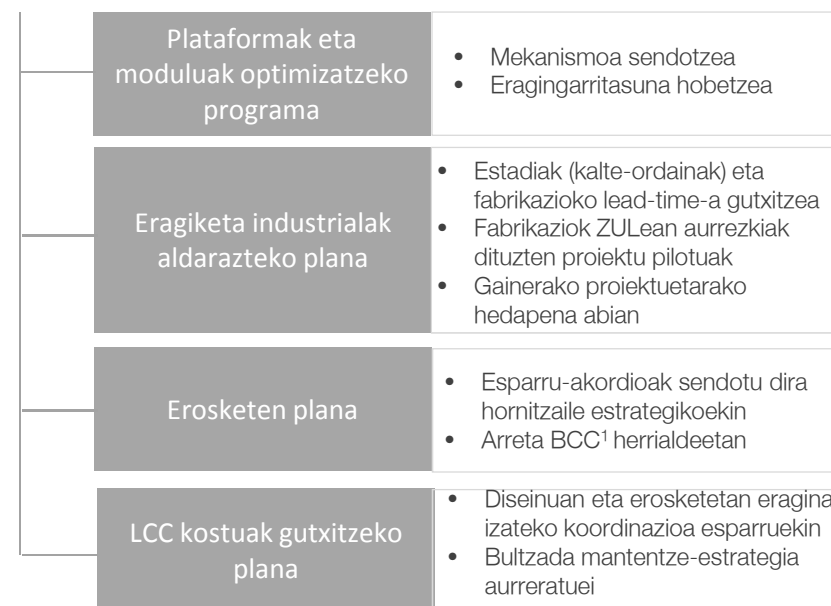 Plataformak eta
moduluak optimizatzeko
programa
• Mekanismoa sendotzea
• Eragingarritasuna hobetzea
Eragiketa industrialak
aldarazteko plana
• Estadiak (kalte-ordainak) eta
fabrikazioko lead-time-a gutxitzea
• Fabrikaziok ZULean aurrezkiak
dituzten proiektu pilotuak
• Gainerako proiektuetarako
hedapena abian
Erosketen plana
• Esparru-akordioak sendotu dira
hornitzaile estrategikoekin
• Arreta BCC¹ herrialdeetan
LCC kostuak gutxitzeko
plana
• Diseinuan eta erosketetan eragina
izateko koordinazioa esparruekin
• Bultzada mantentze-estrategia
aurreratuei